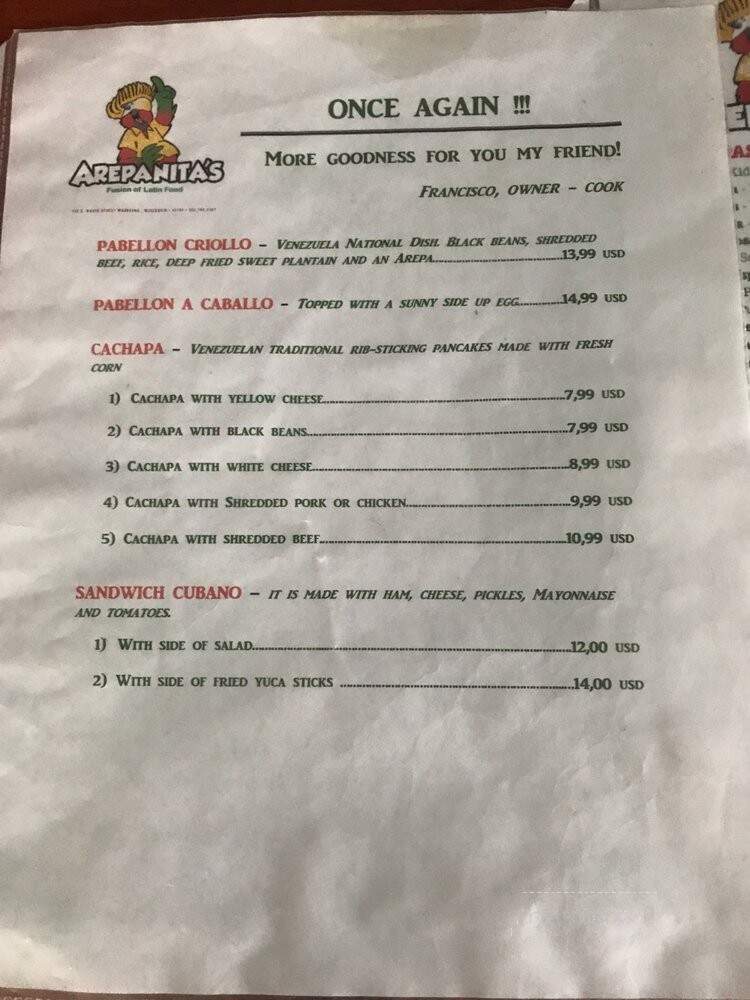 ONCE AGAIN !!!
MORE GOODNESS FOR YOU MY FRIEND!
FRANCISCO, OWNER – COOK
AREPANITA'S
Fusion of Latin Food
PABELLON CRIOLLO – VENEZUELA NATIONAL DISH. BLACK BEANS, SHREDDED
BEEF, RICE, DEEP FRIED SWEET PLANTAIN AND AN AREPA..............................13,99 USD
PABELLON A CABALLO – TOPPED WITH A SUNNY SIDE UP EGG...........14,99 USD
CACHAPA – VENEZUELAN TRADITIONAL RIB-STICKING PANCAKES MADE WITH FRESH
CORN
1) CACHAPA WITH YELLOW CHEESE............................................................7,99 USD
2) CACHAPA WITH BLACK BEANS.................................................................7,99 USD
3) CACHAPA WITH WHITE CHEESE................................................................8,99 USD
4) CACHAPA WITH SHREDDED PORK OR CHICKEN.........................................9,99 USD
5) CACHAPA WITH SHREDDED BEEF.............................................................10,99 USD
SANDWICH CUBANO – IT IS MADE WITH HAM, CHEESE, PICKLES, MAYONNAISE
AND TOMATOES.
1) WITH SIDE OF SALAD................................................................................12,00 USD
2) WITH SIDE OF FRIED YUCA STICKS ..........................................................14,00 USD